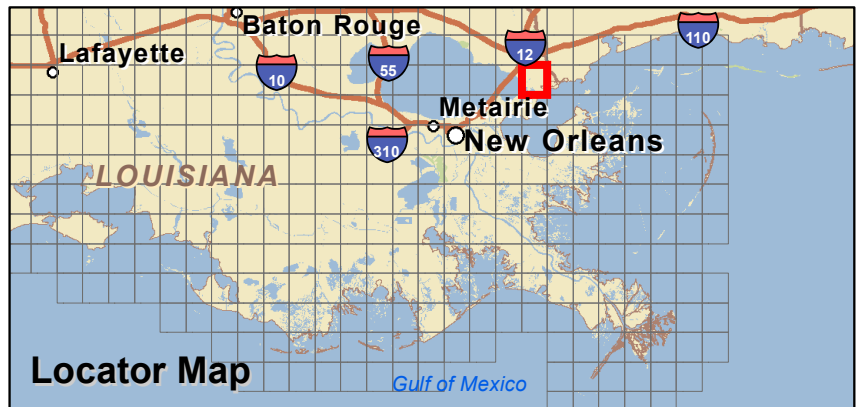 Baton Rouge
110
12
Lafayette
55
10
Metairie
New Orleans
310
LOUISIANA
Locator Map
Gulf of Mexico